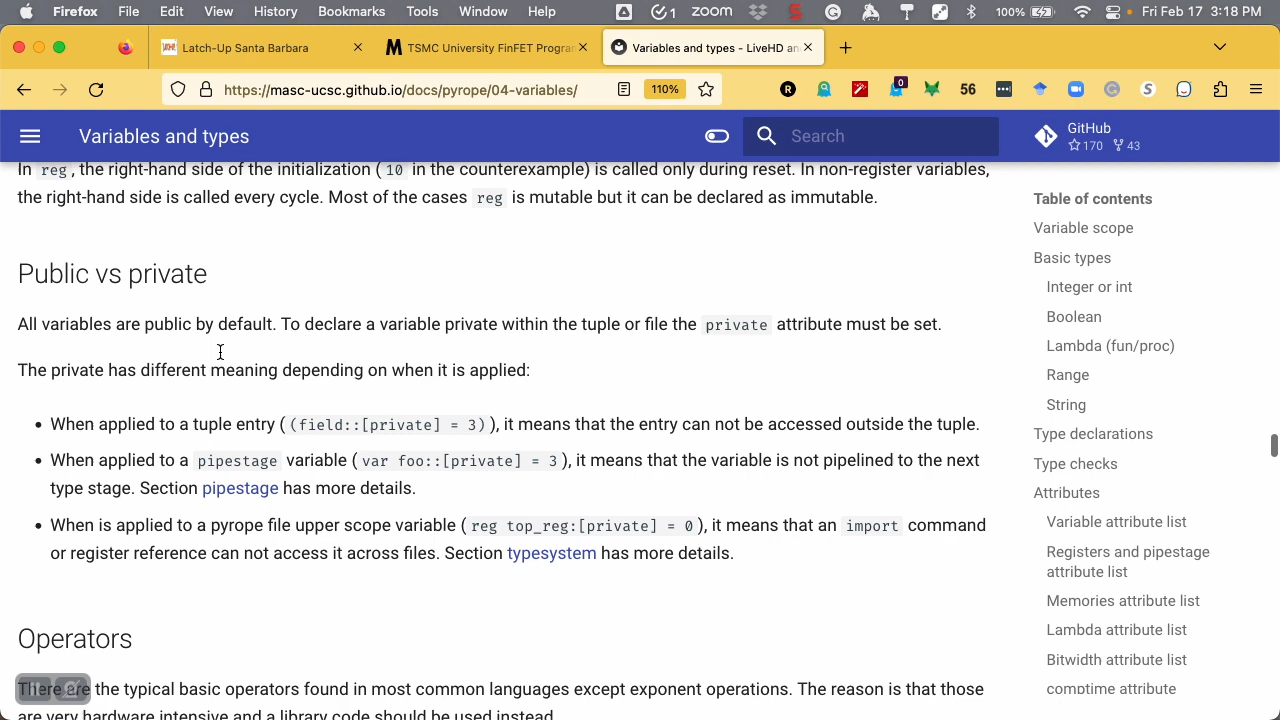 Firefox File Edit View History Bookmarks Tools Window Help 1 zoom 100% Fri Feb 17 3:18 PM
Latch-Up Santa Barbara TSMC University FinFET Progra Variables and types - LiveHD an
https://masc-ucsc.github.io/docs/pyrope/04-variables/ 110% R 0 56
Variables and types Search GitHub
170 43
In reg, the right-hand side of the initialization (10 in the counterexample) is called only during reset. In non-register variables,
the right-hand side is called every cycle. Most of the cases reg is mutable but it can be declared as immutable.
Public vs private
All variables are public by default. To declare a variable private within the tuple or file the private attribute must be set.
The private has different meaning depending on when it is applied:
• When applied to a tuple entry ((field::[private] = 3)), it means that the entry can not be accessed outside the tuple.
• When applied to a pipestage variable (var foo::[private] = 3), it means that the variable is not pipelined to the next
type stage. Section pipestage has more details.
• When is applied to a pyrope file upper scope variable (reg top_reg:[private] = 0), it means that an import command
or register reference can not access it across files. Section typesystem has more details.
Operators
There are the typical basic operators found in most common languages except exponent operations. The reason is that those
are very hardware intensive and a library code should be used instead.
Table of contents
Variable scope
Basic types
Integer or int
Boolean
Lambda (fun/proc)
Range
String
Type declarations
Type checks
Attributes
Variable attribute list
Registers and pipestage
attribute list
Memories attribute list
Lambda attribute list
Bitwidth attribute list
comptime attribute